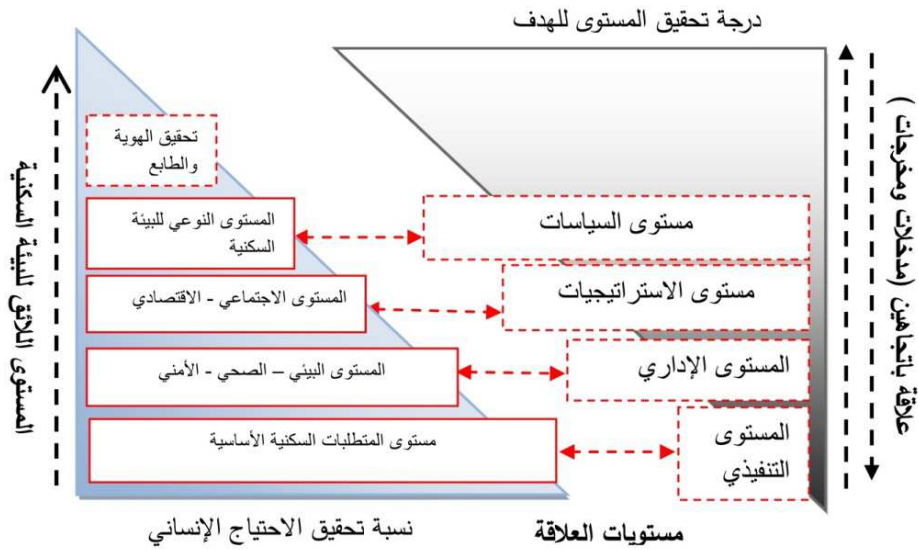 درجة تحقيق المستوى للهدف
علاقة باتجاهين (مدخلات ومخرجات )
المستوى اللائق للبيئة السكنية
تحقيق الهوية
والطابع
مستوى السياسات
المستوى النوعي للبيئة
السكنية
مستوى الاستراتيجيات
المستوى الاجتماعي - الاقتصادي
المستوى الإداري
المستوى البيئي – الصحي - الأمني
المستوى
التنفيذي
مستوى المتطلبات السكنية الأساسية
مستويات العلاقة
نسبة تحقيق الاحتياج الإنساني